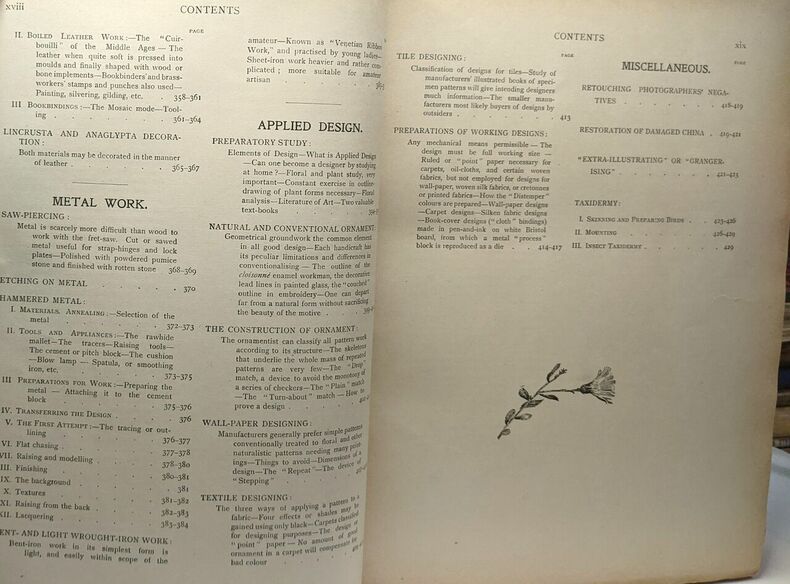 xviii
CONTENTS
PAGE
II. BOILED LEATHER WORK:—The "Cuir-
bouilli" of the Middle Ages — The
leather when quite soft is pressed into
moulds and finally shaped with wood or
bone implements—Bookbinders' and brass-
workers' stamps and punches also used—
Painting, silvering, gilding, etc. . 358-361
III BOOKBINDINGS:—The Mosaic mode—Tool-
ing . . . . . . 361-364
LINCRUSTA AND ANAGLYPTA DECORA-
TION:
Both materials may be decorated in the manner
of leather . . . . . 365-367
METAL WORK.
SAW-PIERCING:
Metal is scarcely more difficult than wood to
work with the fret-saw. Cut or sawed
metal useful for strap-hinges and lock
plates—Polished with powdered pumice
stone and finished with rotten stone 368-369
ETCHING ON METAL . . . . 370
HAMMERED METAL:
I. MATERIALS. ANNEALING:—Selection of the
metal . . . . . 372-373
II. TOOLS AND APPLIANCES:—The rawhide
mallet—The tracers—Raising tools—
The cement or pitch block—The cushion
—Blow lamp — Spatula, or smoothing
iron, etc. . . . . 373-375
III PREPARATIONS FOR WORK:—Preparing the
metal — Attaching it to the cement
block . . . . . 375-376
IV. TRANSFERRING THE DESIGN . . . 376
V. THE FIRST ATTEMPT:—The tracing or out-
lining . . . . . 376-377
VI. Flat chasing . . . . . 377-378
VII. Raising and modelling . . . 378-380
III. Finishing . . . . . 380-381
IX. The background . . . . 381
X. Textures . . . . . 381-382
XI. Raising from the back . . . 382-383
XII. Lacquering . . . . . 383-384
ENT- AND LIGHT WROUGHT-IRON WORK:
Bent-iron work in its simplest form is
light, and easily within scope of the
amateur—Known as "Venetian Ribbon
Work," and practised by young ladies—
Sheet-iron work heavier and rather com-
plicated; more suitable for amateur
artisan
APPLIED DESIGN.
PREPARATORY STUDY:
Elements of Design—What is Applied Design
—Can one become a designer by studying
at home?—Floral and plant study, very
important—Constant exercise in outline-
drawing of plant forms necessary—Floral
analysis—Literature of Art—Two valuable
text-books
NATURAL AND CONVENTIONAL ORNAMENT:
Geometrical groundwork the common element
in all good design—Each handicraft has
its peculiar limitations and differences in
conventionalising — The outline of the
cloisonné enamel workman, the decorative
lead lines in painted glass, the "couched"
outline in embroidery—One can depart
far from a natural form without sacrificing
the beauty of the motive
THE CONSTRUCTION OF ORNAMENT:
The ornamentist can classify all pattern work
according to its structure—The skeletons
that underlie the whole mass of repeated
patterns are very few—The "Drop"
match, a device to avoid the monotony of
a series of checkers—The "Plain" match
—The "Turn-about" match — How to
prove a design
WALL-PAPER DESIGNING:
Manufacturers generally prefer simple patterns
conventionally treated to floral and other
naturalistic patterns needing many print-
ings—Things to avoid—Dimensions of a
design—The "Repeat"—The device of
"Stepping"
TEXTILE DESIGNING:
The three ways of applying a pattern to a
fabric—Four effects or shades may be
gained using only black—Carpets classified
for designing purposes—The design on
"point" paper — No amount of good
ornament in a carpet will compensate for
bad colour
CONTENTS
xix
PAGE
TILE DESIGNING:
Classification of designs for tiles—Study of
manufacturers' illustrated books of speci-
men patterns will give intending designers
much information—The smaller manu-
facturers most likely buyers of designs by
outsiders . . . . . 413
PREPARATIONS OF WORKING DESIGNS:
Any mechanical means permissible — The
design must be full working size —
Ruled or "point" paper necessary for
carpets, oil-cloths, and certain woven
fabrics, but not employed for designs for
wall-paper, woven silk fabrics, or cretonnes
or printed fabrics—How the "Distemper"
colours are prepared—Wall-paper designs
—Carpet designs—Silken fabric designs
—Book-cover designs ("cloth" bindings)
made in pen-and-ink on white Bristol
board, from which a metal "process"
block is reproduced as a die . . 414-417
MISCELLANEOUS.
PAGE
RETOUCHING PHOTOGRAPHERS' NEGA-
TIVES . . . . . . 418-419
RESTORATION OF DAMAGED CHINA . 419-421
"EXTRA-ILLUSTRATING" OR "GRANGER-
ISING" . . . . . . 421-423
TAXIDERMY:
I. SKINNING AND PREPARING BIRDS . 423-426
II. MOUNTING . . . . . 426-429
III. INSECT TAXIDERMY . . . . 429